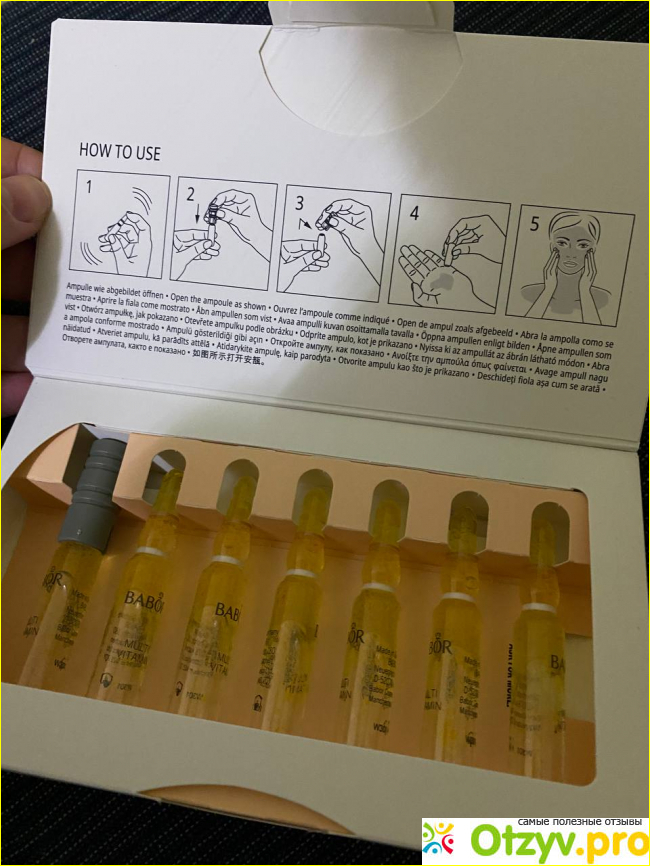 HOW TO USE
1
2
3
4
5
Ampulle wie abgebildet öffnen • Open the ampoule as shown • Ouvrez l'ampoule comme indiqué • Open de ampul zoals afgebeeld • Abra la ampolla como se
muestra • Aprire la fiala come mostrato • Åbn ampullen som vist • Avaa ampulli kuvan osoittamalla tavalla • Öppna ampullen enligt bilden • Åpne ampullen som
vist • Otwórz ampułkę, jak pokazano • Otevřete ampulku podle obrázku • Odprite ampulo, kot je prikazano • Nyissa ki az ampullát az ábrán látható módon • Abra
a ampola conforme mostrado • Ampulü gösterildiği gibi açın • Откройте ампулу, как показано • Ανοίξτε την αμπούλα όπως φαίνεται • Avage ampull nagu
näidatud • Atveriet ampulu, kā parādīts attēlā • Atidarykite ampulę, kaip parodyta • Otvorite ampulu kao što je prikazano • Deschideți fiola așa cum se arată •
Отворете ампулата, както е показано • 如图所示打开安瓿。
BABOR
MULTI
VITAMIN
BAB
MU
VITA
OR
BA
самые полезные отзывы
Otzyv.pro